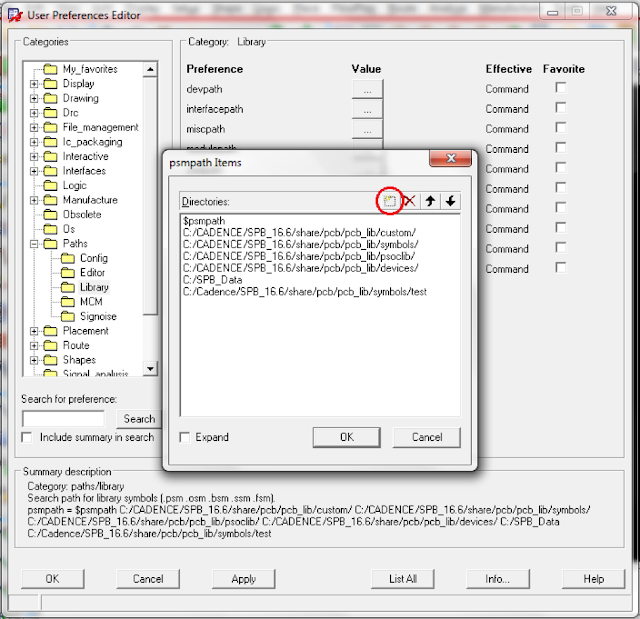 User Preferences Editor
Categories
My_favorites
Display
Drawing
Drc
File_management
Ic_packaging
Interactive
Interfaces
Logic
Manufacture
Obsolete
Os
Paths
Config
Editor
Library
MCM
Signoise
Placement
Route
Shapes
Signal_analysis
Search for preference:
Search
Include summary in search
Category: Library
Preference Value Effective Favorite
devpath ... Command
interfacepath ... Command
miscpath ... Command
modulepath Command
Command
Command
Command
Command
Command
Command
psmpath Items
Directories:
$psmpath
C:/CADENCE/SPB_16.6/share/pcb/pcb_lib/custom/
C:/CADENCE/SPB_16.6/share/pcb/pcb_lib/symbols/
C:/CADENCE/SPB_16.6/share/pcb/pcb_lib/psoclib/
C:/CADENCE/SPB_16.6/share/pcb/pcb_lib/devices/
C:/SPB_Data
C:/Cadence/SPB_16.6/share/pcb/pcb_lib/symbols/test
Expand
OK Cancel
Summary description
Category: paths/library
Search path for library symbols (.psm .osm .bsm .ssm .fsm).
psmpath = $psmpath C:/CADENCE/SPB_16.6/share/pcb/pcb_lib/custom/ C:/CADENCE/SPB_16.6/share/pcb/pcb_lib/symbols/
C:/CADENCE/SPB_16.6/share/pcb/pcb_lib/psoclib/ C:/CADENCE/SPB_16.6/share/pcb/pcb_lib/devices/ C:/SPB_Data
C:/Cadence/SPB_16.6/share/pcb/pcb_lib/symbols/test
OK Cancel Apply List All Info... Help